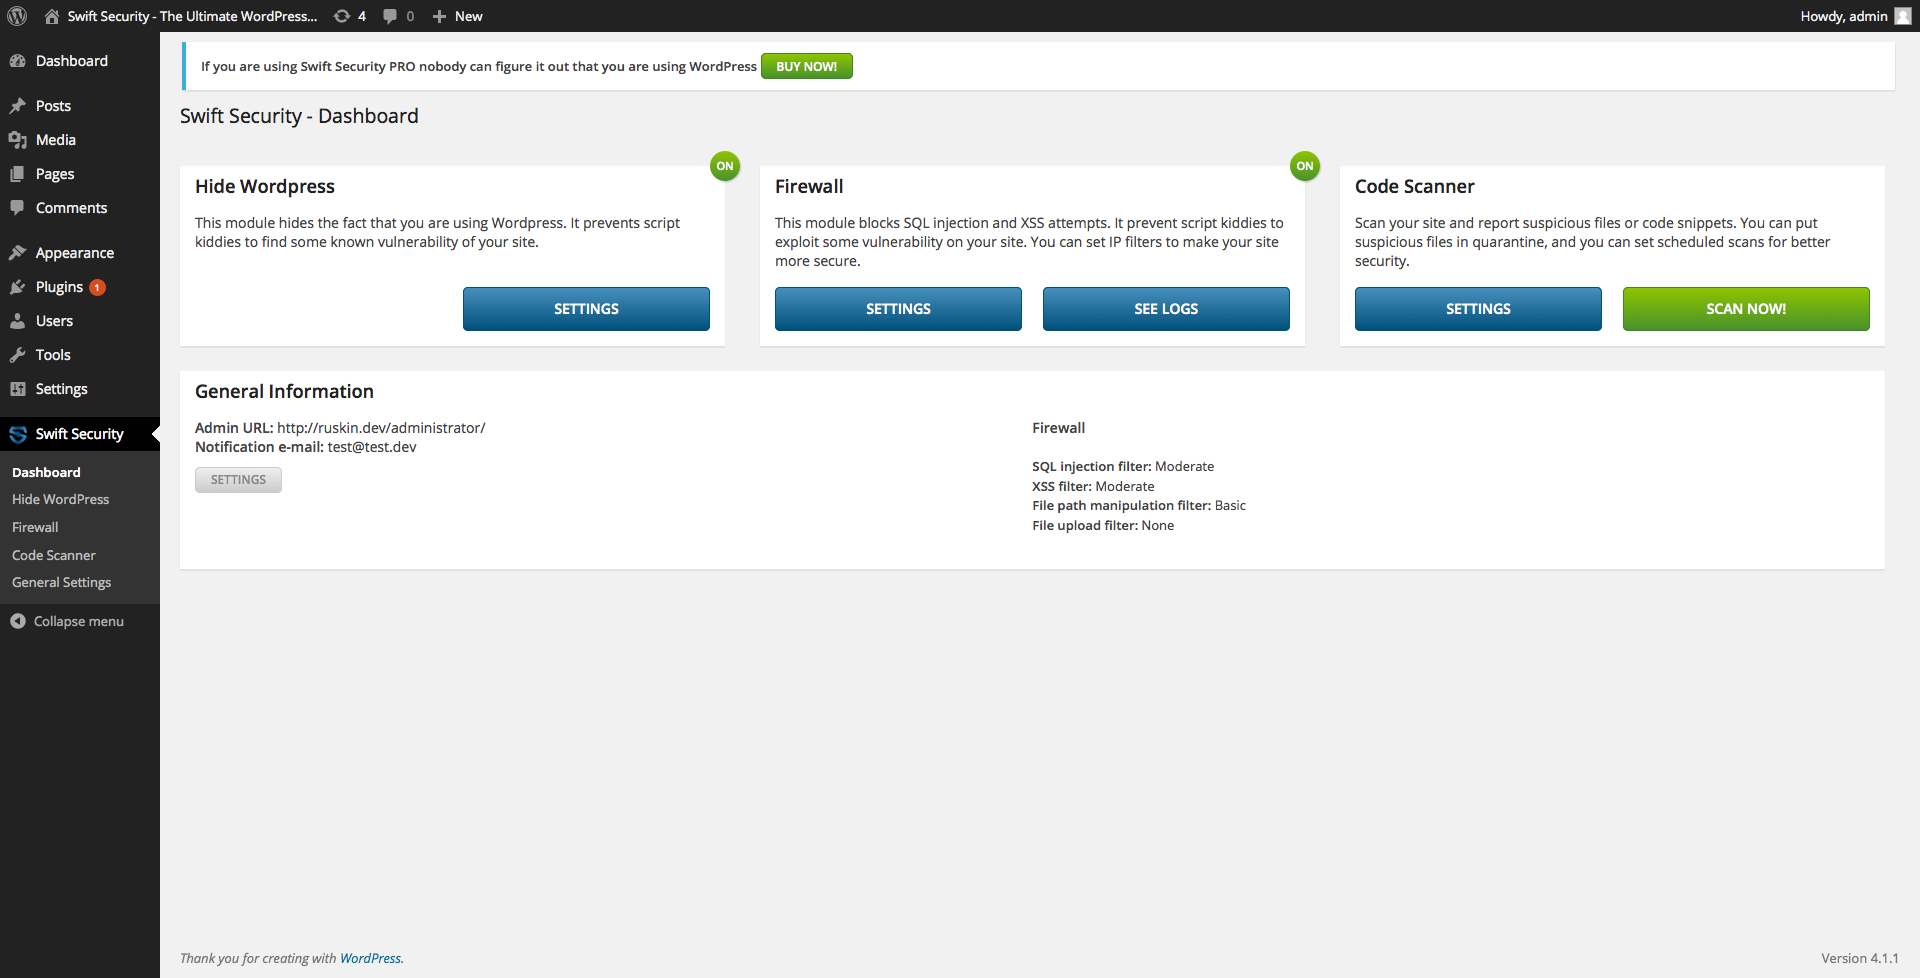 Swift Security - The Ultimate WordPress...
4
0
New
Howdy, admin
Dashboard
Posts
Media
Pages
Comments
Appearance
Plugins 1
Users
Tools
Settings
Swift Security
Dashboard
Hide WordPress
Firewall
Code Scanner
General Settings
Collapse menu
If you are using Swift Security PRO nobody can figure it out that you are using WordPress BUY NOW!
Swift Security - Dashboard
ON
Hide Wordpress
This module hides the fact that you are using Wordpress. It prevents script
kiddies to find some known vulnerability of your site.
SETTINGS
ON
Firewall
This module blocks SQL injection and XSS attempts. It prevent script kiddies to
exploit some vulnerability on your site. You can set IP filters to make your site
more secure.
SETTINGS
SEE LOGS
Code Scanner
Scan your site and report suspicious files or code snippets. You can put
suspicious files in quarantine, and you can set scheduled scans for better
security.
SETTINGS
SCAN NOW!
General Information
Admin URL: http://ruskin.dev/administrator/
Notification e-mail: test@test.dev
SETTINGS
Firewall
SQL injection filter: Moderate
XSS filter: Moderate
File path manipulation filter: Basic
File upload filter: None
Thank you for creating with WordPress.
Version 4.1.1